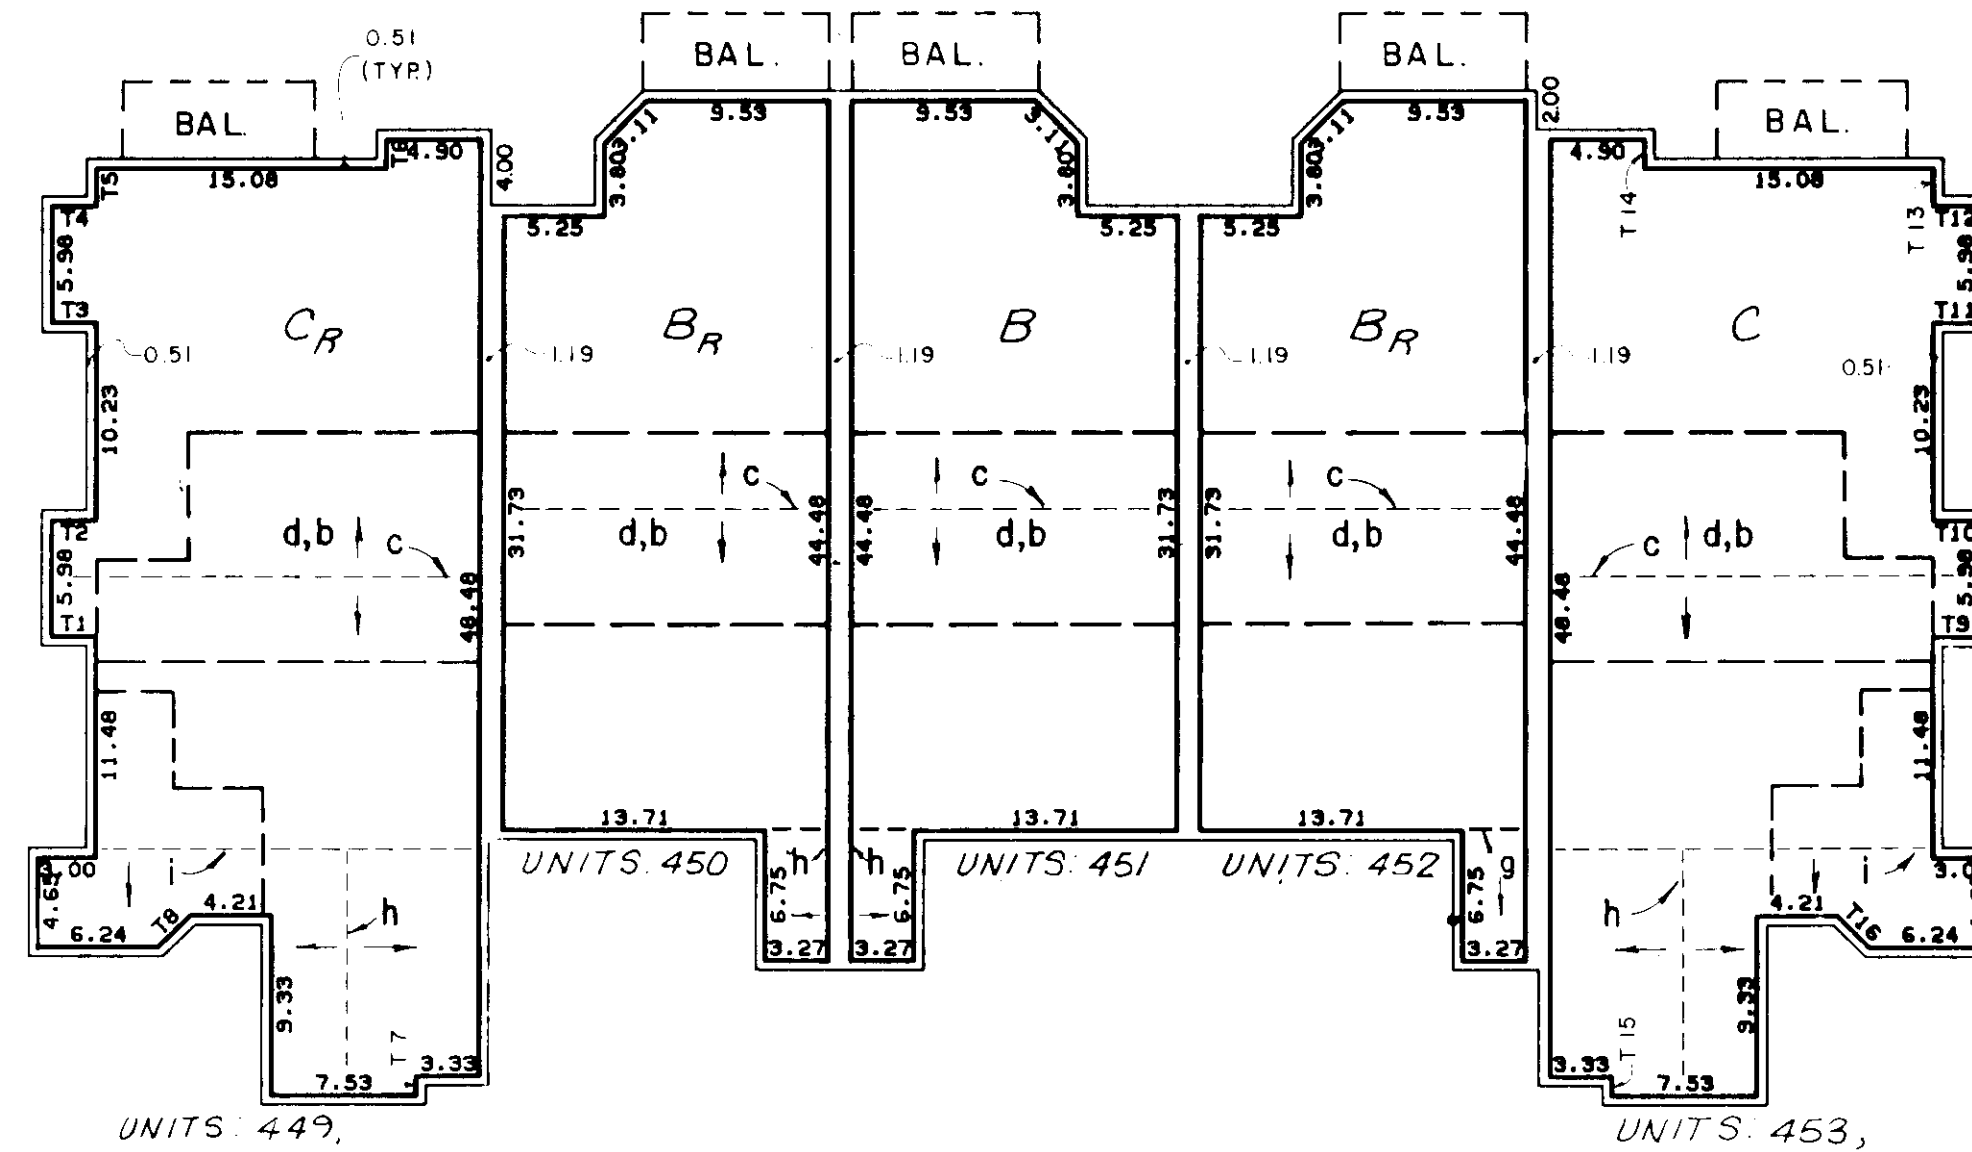 0.51
(TYP.)
BAL.
BAL.
BAL.
BAL.
BAL.
9.53
9.53
9.53
2.00
3.11
3.11
3.11
T6
4.90
4.00
4.90
T5
15.08
15.08
3.80
3.80
3.80
T14
T13
T4
T12
5.25
5.25
5.25
5.98
5.98
T3
T11
CR
BR
B
BR
C
0.51
1.19
1.19
1.19
1.19
0.51
10.23
10.23
c
c
c
31.73
44.48
44.48
31.73
31.73
44.48
T2
d,b
c
d,b
d,b
d,b
c
d,b
T10
5.98
48.48
48.48
5.98
T1
T9
11.48
11.48
13.71
13.71
13.71
UNITS: 450
h
h
UNITS: 451
UNITS: 452
g
3.00
i
i
3.0
4.65
6.75
6.75
6.75
T8
4.21
h
h
4.21
T16
6.24
3.27
3.27
3.27
6.24
9.33
9.33
T7
T15
3.33
3.33
7.53
7.53
UNITS: 449,
UNITS: 453,